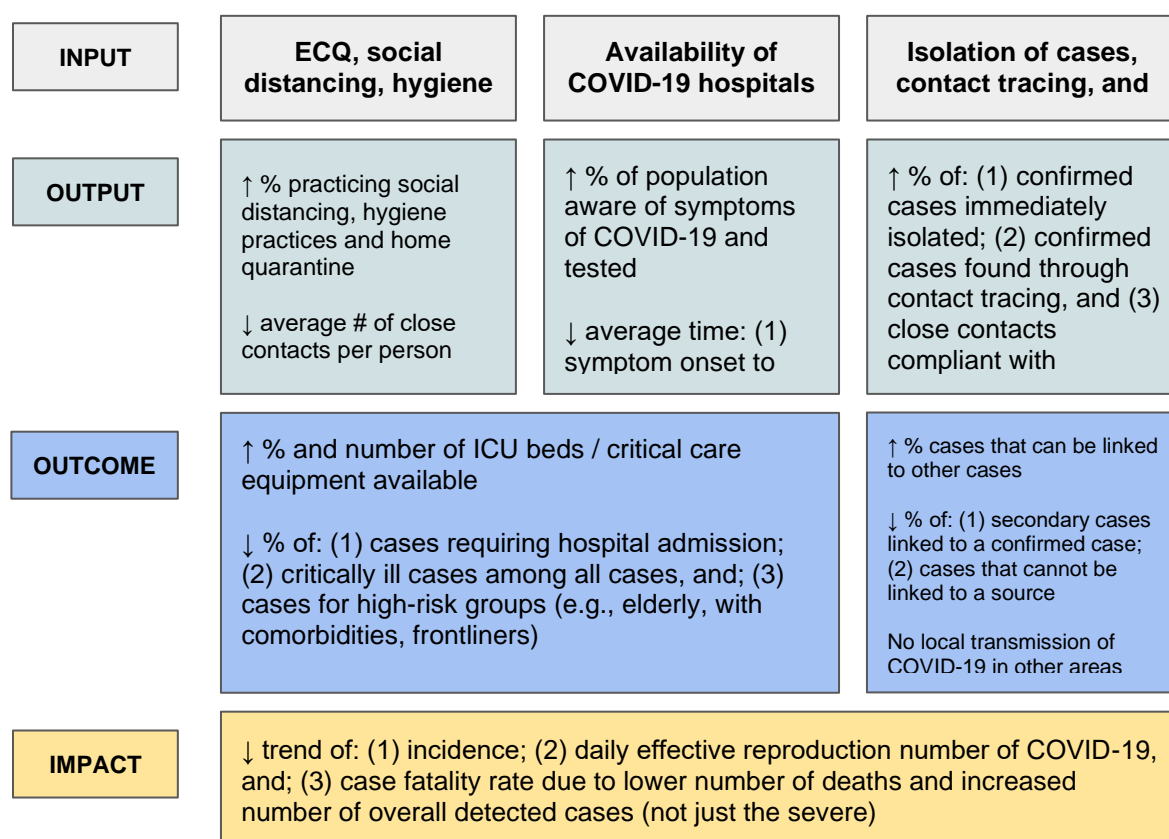 INPUT
ECQ, social
distancing, hygiene
Availability of
COVID-19 hospitals
Isolation of cases,
contact tracing, and
OUTPUT
↑ % practicing social
distancing, hygiene
practices and home
quarantine
↓ average # of close
contacts per person
↑ % of population
aware of symptoms
of COVID-19 and
tested
↓ average time: (1)
symptom onset to
↑ % of: (1) confirmed
cases immediately
isolated; (2) confirmed
cases found through
contact tracing, and (3)
close contacts
compliant with
OUTCOME
↑ % and number of ICU beds / critical care
equipment available
↓ % of: (1) cases requiring hospital admission;
(2) critically ill cases among all cases, and; (3)
cases for high-risk groups (e.g., elderly, with
comorbidities, frontliners)
↑ % cases that can be linked
to other cases
↓ % of: (1) secondary cases
linked to a confirmed case;
(2) cases that cannot be
linked to a source
No local transmission of
COVID-19 in other areas
IMPACT
↓ trend of: (1) incidence; (2) daily effective reproduction number of COVID-19,
and; (3) case fatality rate due to lower number of deaths and increased
number of overall detected cases (not just the severe)